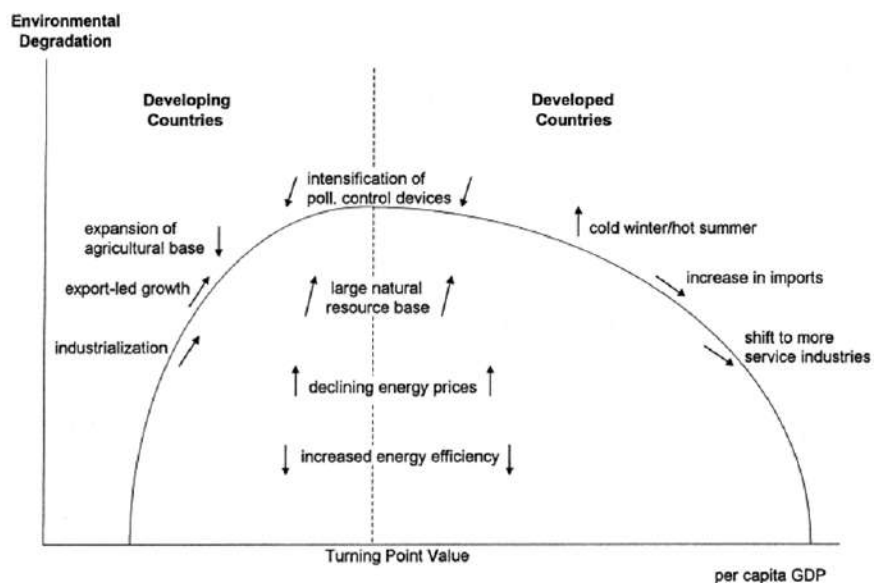 Environmental
Degradation
Developing
Countries
Developed
Countries
intensification of
poll. control devices
expansion of
agricultural base
cold winter/hot summer
export-led growth
large natural
resource base
increase in imports
industrialization
shift to more
service industries
declining energy prices
increased energy efficiency
Turning Point Value
per capita GDP